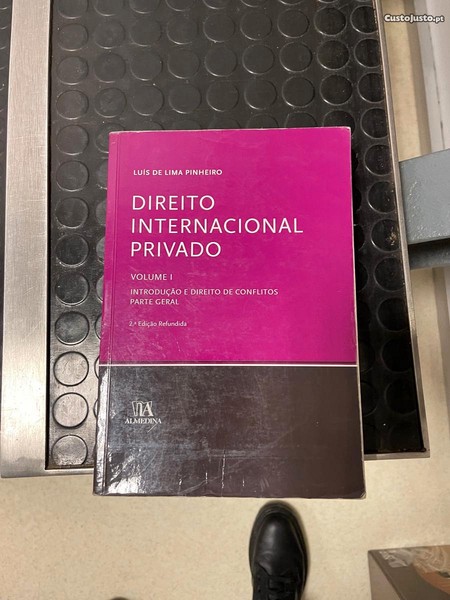 CustoJusto.pt
LUÍS DE LIMA PINHEIRO
DIREITO
INTERNACIONAL
PRIVADO
VOLUME I
INTRODUÇÃO E DIREITO DE CONFLITOS
PARTE GERAL
2.ª Edição Refundida
ALMEDINA